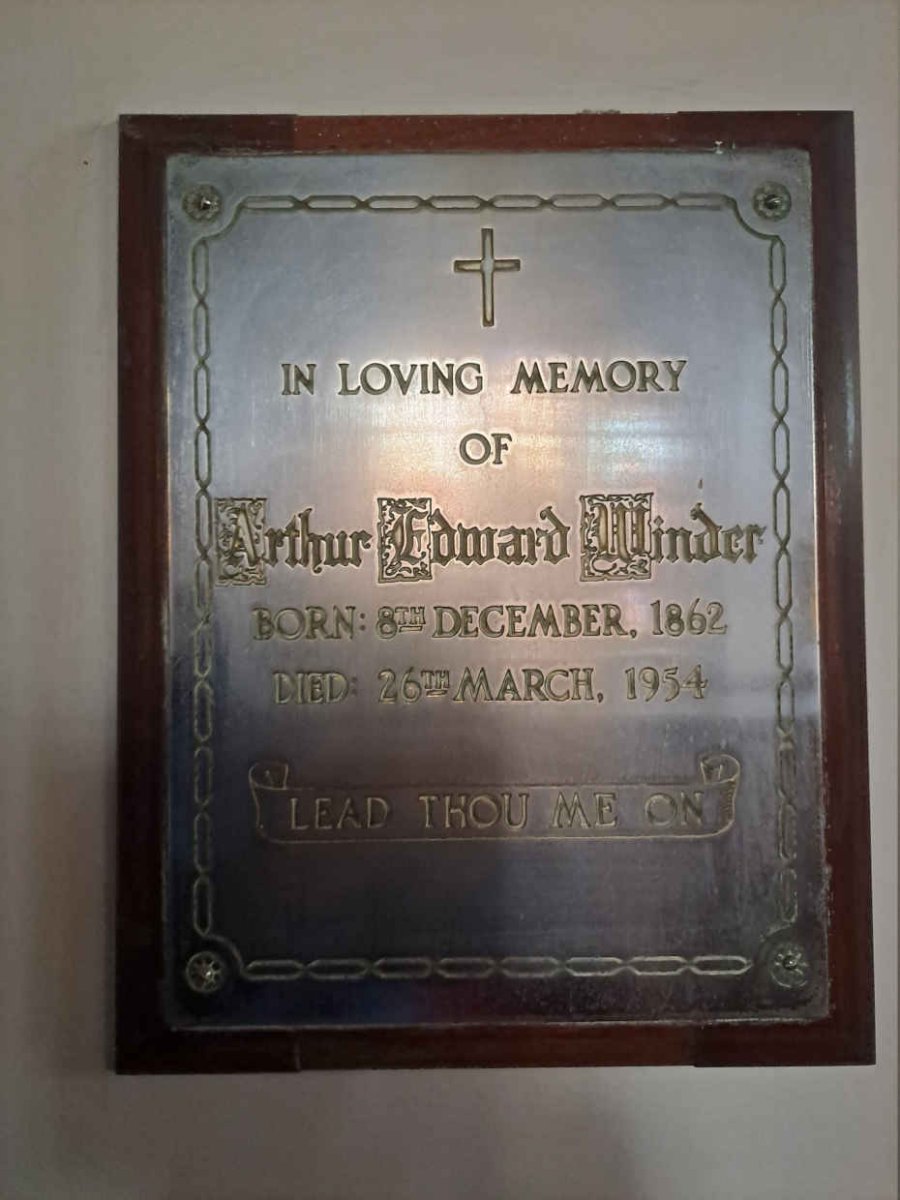 IN LOVING MEMORY
OF
Arthur Edward Winder
BORN: 8TH DECEMBER, 1862
DIED: 26TH MARCH, 1954
LEAD THOU ME ON